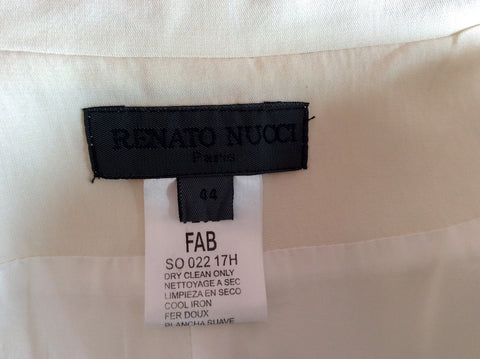 RENATO NUCCI
Paris
44
FAB
SO 022 17H
DRY CLEAN ONLY
NETTOYAGE A SEC
LIMPIEZA EN SECO
COOL IRON
FER DOUX
PLANCHA SUAVE